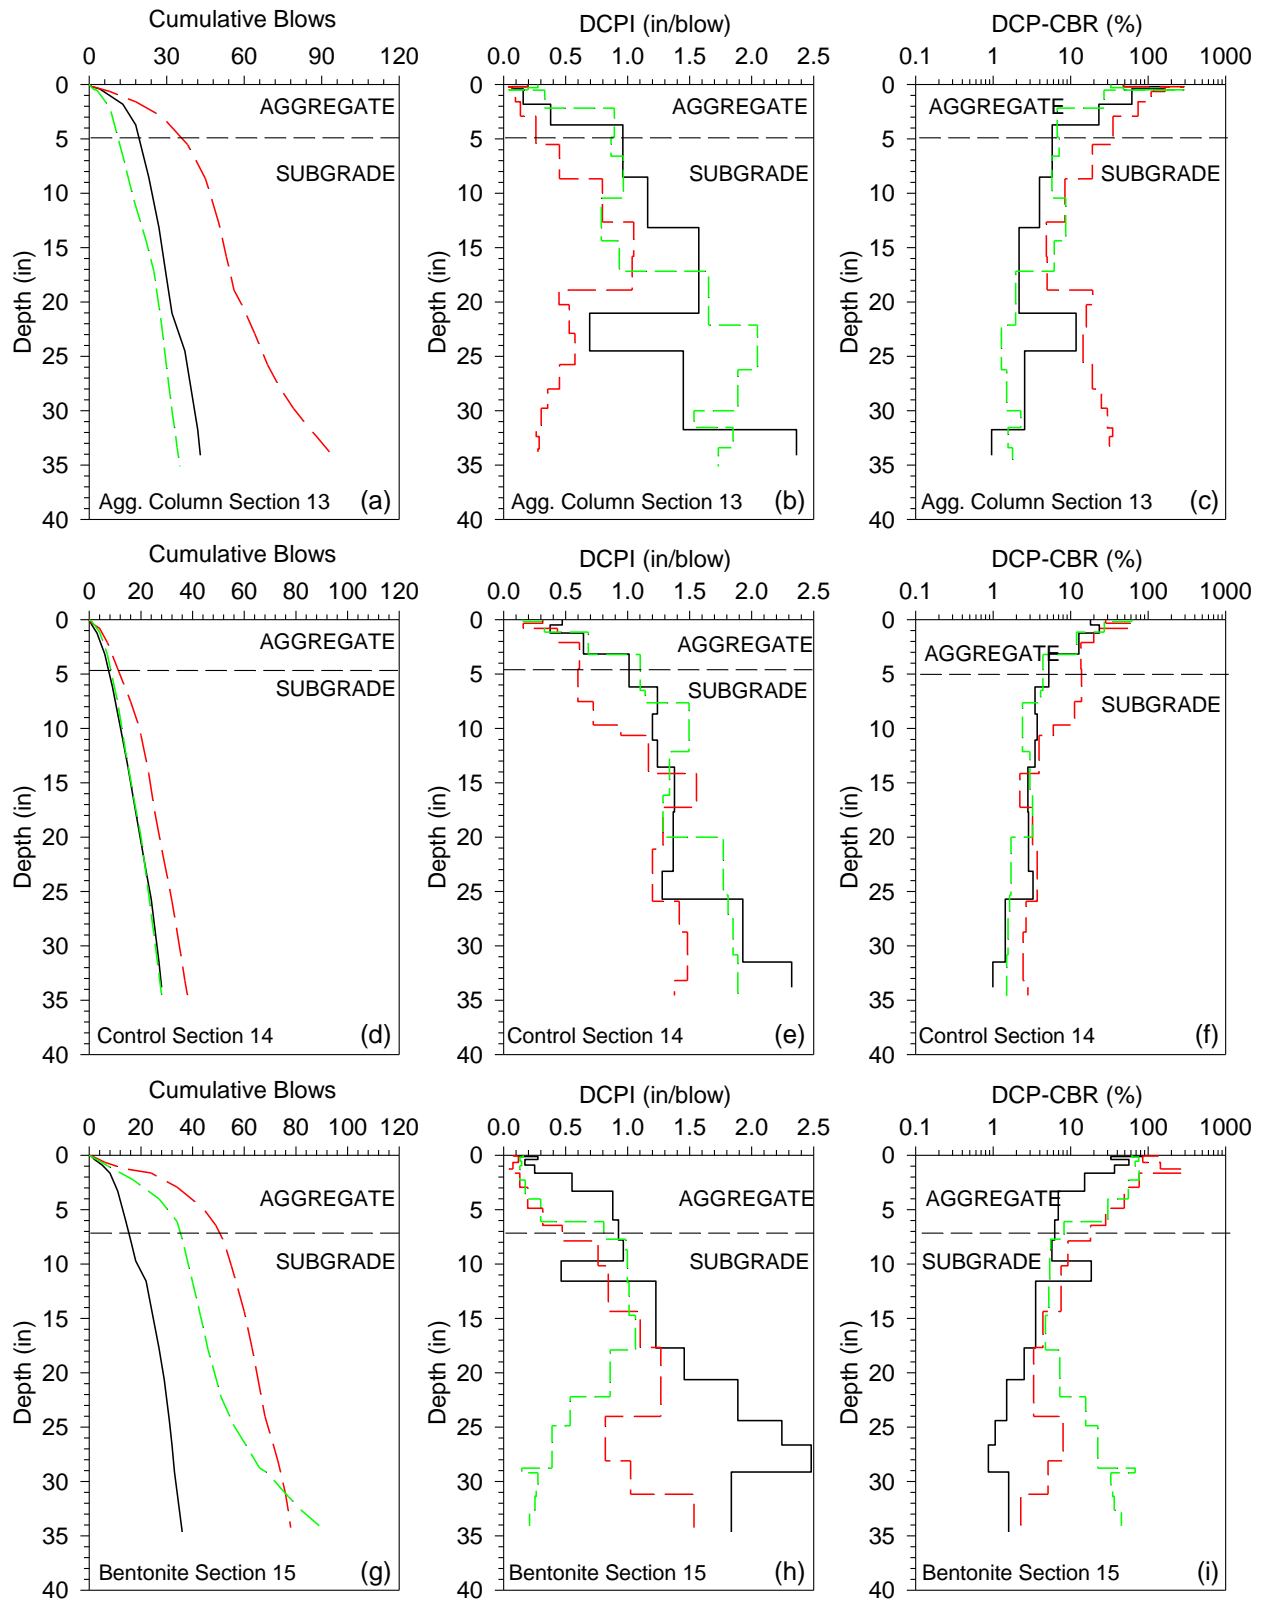 Cumulative Blows
DCPI (in/blow)
DCP-CBR (%)
0 30 60 90 120
0.0 0.5 1.0 1.5 2.0 2.5
0.1 1 10 100 1000
Depth (in)
0
5
10
15
20
25
30
35
40
AGGREGATE
SUBGRADE
Agg. Column Section 13 (a)
Depth (in)
0
5
10
15
20
25
30
35
40
AGGREGATE
SUBGRADE
Agg. Column Section 13 (b)
Depth (in)
0
5
10
15
20
25
30
35
40
AGGREGATE
SUBGRADE
Agg. Column Section 13 (c)
Cumulative Blows
DCPI (in/blow)
DCP-CBR (%)
0 20 40 60 80 100 120
0.0 0.5 1.0 1.5 2.0 2.5
0.1 1 10 100 1000
Depth (in)
0
5
10
15
20
25
30
35
40
AGGREGATE
SUBGRADE
Control Section 14 (d)
Depth (in)
0
5
10
15
20
25
30
35
40
AGGREGATE
SUBGRADE
Control Section 14 (e)
Depth (in)
0
5
10
15
20
25
30
35
40
AGGREGATE
SUBGRADE
Control Section 14 (f)
Cumulative Blows
DCPI (in/blow)
DCP-CBR (%)
0 20 40 60 80 100 120
0.0 0.5 1.0 1.5 2.0 2.5
0.1 1 10 100 1000
Depth (in)
0
5
10
15
20
25
30
35
40
AGGREGATE
SUBGRADE
Bentonite Section 15 (g)
Depth (in)
0
5
10
15
20
25
30
35
40
AGGREGATE
SUBGRADE
Bentonite Section 15 (h)
Depth (in)
0
5
10
15
20
25
30
35
40
AGGREGATE
SUBGRADE
Bentonite Section 15 (i)